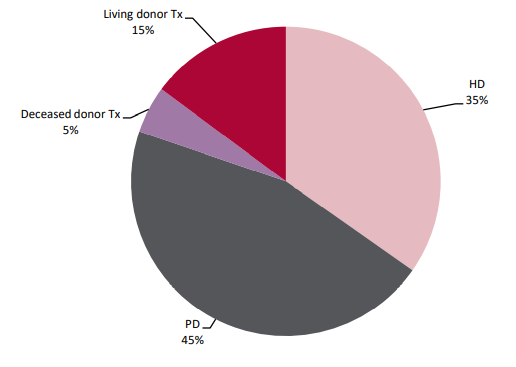 Living donor Tx
15%
HD
35%
Deceased donor Tx
5%
PD
45%